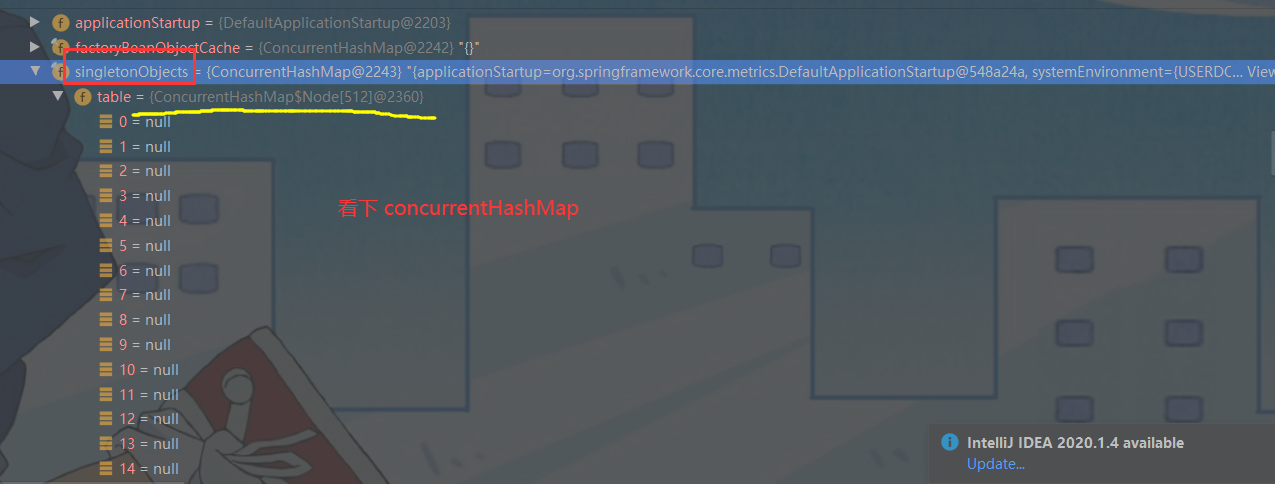 applicationStartup = {DefaultApplicationStartup@2203}
factoryBeanObjectCache = {ConcurrentHashMap@2242} "{}"
singletonObjects = {ConcurrentHashMap@2243} "{applicationStartup=org.springframework.core.metrics.DefaultApplicationStartup@548a24a, systemEnvironment={USERDC... View
table = {ConcurrentHashMap$Node[512]@2360}
0 = null
1 = null
2 = null
3 = null
看下 concurrentHashMap
4 = null
5 = null
6 = null
7 = null
8 = null
9 = null
10 = null
11 = null
12 = null
13 = null
14 = null
IntelliJ IDEA 2020.1.4 available
Update...